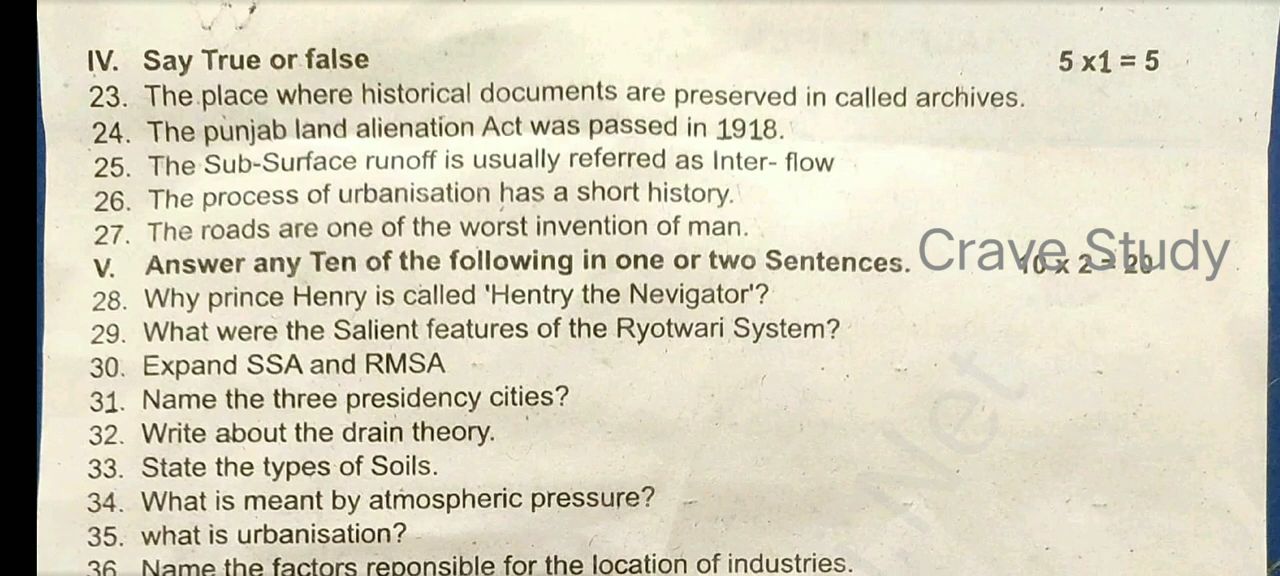 IV. Say True or false 5 x1 = 5
23. The place where historical documents are preserved in called archives.
24. The punjab land alienation Act was passed in 1918.
25. The Sub-Surface runoff is usually referred as Inter- flow
26. The process of urbanisation has a short history.
27. The roads are one of the worst invention of man.
V. Answer any Ten of the following in one or two Sentences. 10 x 2 = 20
Crave Study
28. Why prince Henry is called 'Hentry the Nevigator'?
29. What were the Salient features of the Ryotwari System?
30. Expand SSA and RMSA
31. Name the three presidency cities?
32. Write about the drain theory.
33. State the types of Soils.
34. What is meant by atmospheric pressure?
35. what is urbanisation?
36 Name the factors reponsible for the location of industries.